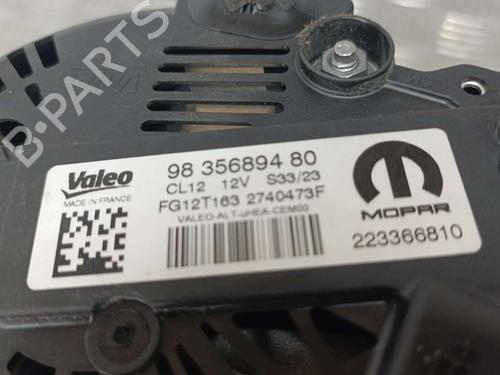 B-PARTS
Valeo
MADE IN FRANCE
98 356894 80
CL12 12V S33/23
FG12T163 2740473F
VALEO-ALT-uHEA-CEM00
MOPAR
223366810